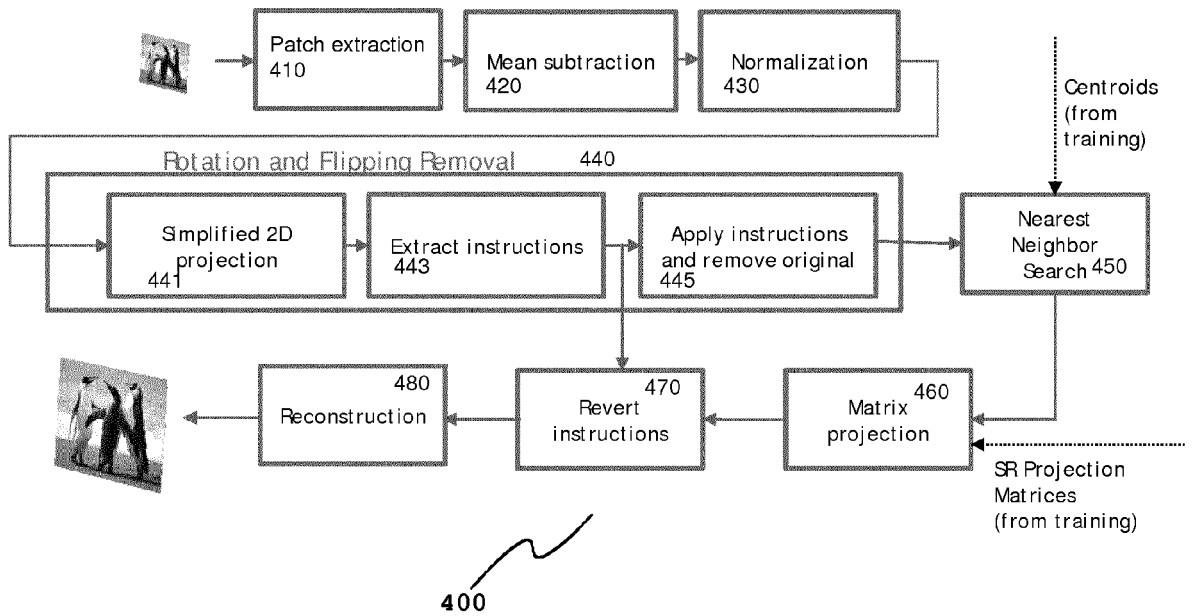 Patch extraction
410
Mean subtraction
420
Normalization
430
Centroids
(from
training)
Rotation and Flipping Removal 440
Simplified 2D
projection
441
Extract instructions
443
Apply instructions
and remove original
445
Nearest
Neighbor
Search 450
480
Reconstruction
470
Revert
instructions
460
Matrix
projection
SR Projection
Matrices
(from training)
400